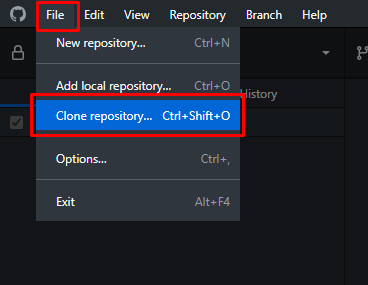 File Edit View Repository Branch Help
New repository... Ctrl+N
Add local repository... Ctrl+O
History
Clone repository... Ctrl+Shift+O
Options... Ctrl+,
Exit Alt+F4